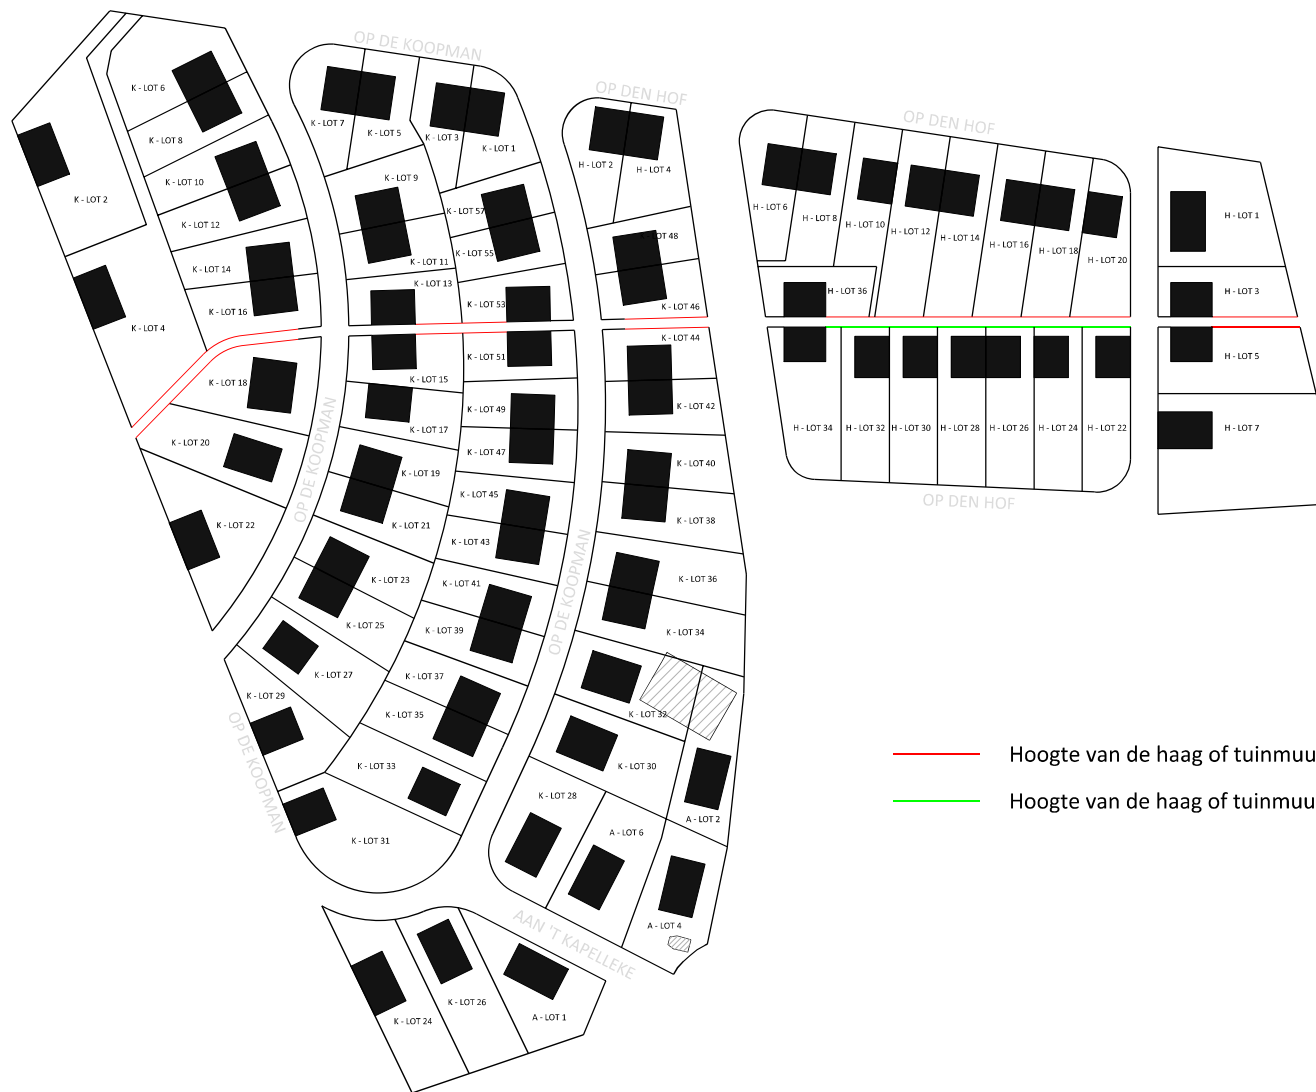 OP DE KOOPMAN
OP DEN HOF
OP DEN HOF
K - LOT 6
K - LOT 8
K - LOT 10
K - LOT 12
K - LOT 2
K - LOT 14
K - LOT 16
K - LOT 4
K - LOT 18
K - LOT 20
K - LOT 22
K - LOT 7
K - LOT 5
K - LOT 3
K - LOT 1
K - LOT 9
K - LOT 57
K - LOT 55
K - LOT 11
K - LOT 13
K - LOT 53
K - LOT 51
K - LOT 15
K - LOT 49
K - LOT 17
K - LOT 47
K - LOT 19
K - LOT 45
K - LOT 21
K - LOT 43
K - LOT 23
K - LOT 41
K - LOT 25
K - LOT 39
K - LOT 27
K - LOT 37
K - LOT 29
K - LOT 35
K - LOT 33
K - LOT 31
OP DE KOOPMAN
OP DE KOOPMAN
OP DE KOOPMAN
H - LOT 2
H - LOT 4
K - LOT 48
K - LOT 46
K - LOT 44
K - LOT 42
K - LOT 40
K - LOT 38
K - LOT 36
K - LOT 34
K - LOT 32
K - LOT 30
K - LOT 28
A - LOT 2
A - LOT 6
A - LOT 4
AAN 'T KAPELLEKE
K - LOT 24
K - LOT 26
A - LOT 1
H - LOT 6
H - LOT 8
H - LOT 10
H - LOT 12
H - LOT 14
H - LOT 16
H - LOT 18
H - LOT 20
H - LOT 36
H - LOT 34
H - LOT 32
H - LOT 30
H - LOT 28
H - LOT 26
H - LOT 24
H - LOT 22
OP DEN HOF
H - LOT 1
H - LOT 3
H - LOT 5
H - LOT 7
Hoogte van de haag of tuinmuu
Hoogte van de haag of tuinmuu